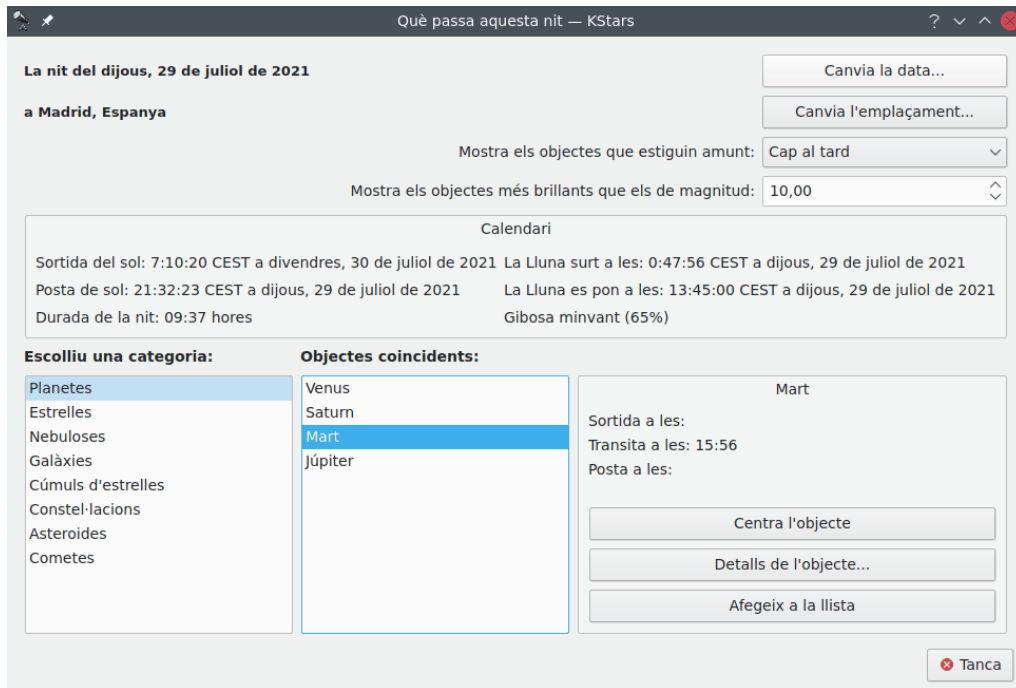 Què passa aquesta nit — KStars
La nit del dijous, 29 de juliol de 2021
Canvia la data...
a Madrid, Espanya
Canvia l'emplaçament...
Mostra els objectes que estiguin amunt: Cap al tard
Mostra els objectes més brillants que els de magnitud: 10,00
Calendari
Sortida del sol: 7:10:20 CEST a divendres, 30 de juliol de 2021
La Lluna surt a les: 0:47:56 CEST a dijous, 29 de juliol de 2021
Posta de sol: 21:32:23 CEST a dijous, 29 de juliol de 2021
La Lluna es pon a les: 13:45:00 CEST a dijous, 29 de juliol de 2021
Durada de la nit: 09:37 hores
Gibosa minvant (65%)
Escolliu una categoria:
Planetes
Estrelles
Nebuloses
Galàxies
Cúmuls d'estrelles
Constel·lacions
Asteroides
Cometes
Objectes coincidents:
Venus
Saturn
Mart
Júpiter
Mart
Sortida a les:
Transita a les: 15:56
Posta a les:
Centra l'objecte
Detalls de l'objecte...
Afegeix a la llista
Tanca